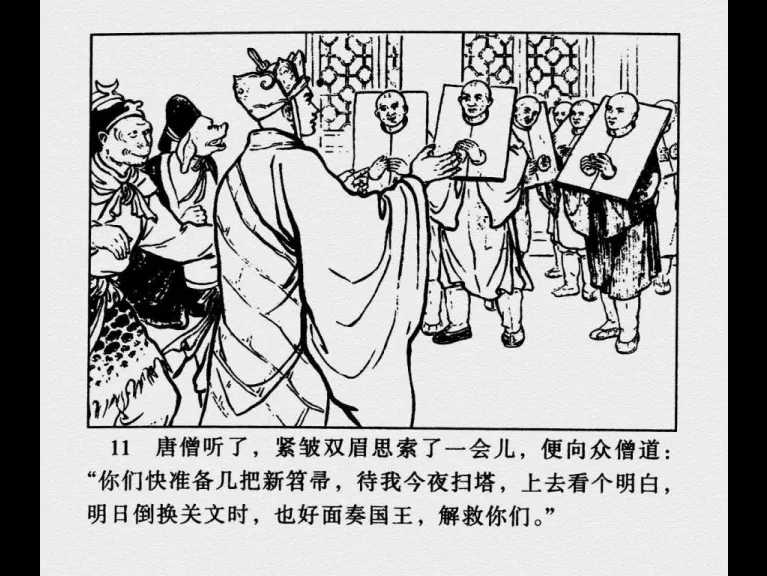 11 唐僧听了，紧皱双眉思索了一会儿，便向众僧道：
“你们快准备几把新笤帚，待我今夜扫塔，上去看个明白，
明日倒换关文时，也好面奏国王，解救你们。”